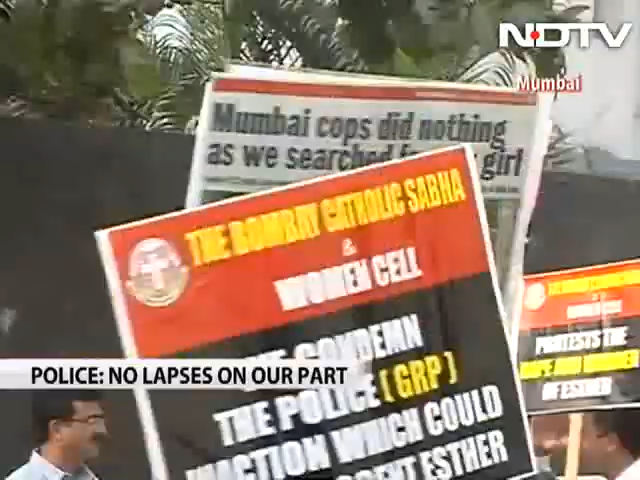 NDTV
Mumbai
Mumbai cops did nothing
as we searched girl
THE BOMBAY CATHOLIC SABHA
&
WOMEN CELL
CONDEMN
THE POLICE (GRP)
INACTION WHICH COULD
ESTHER
PROTESTS THE
RAPE AND MURDER
OF ESTHER
POLICE: NO LAPSES ON OUR PART